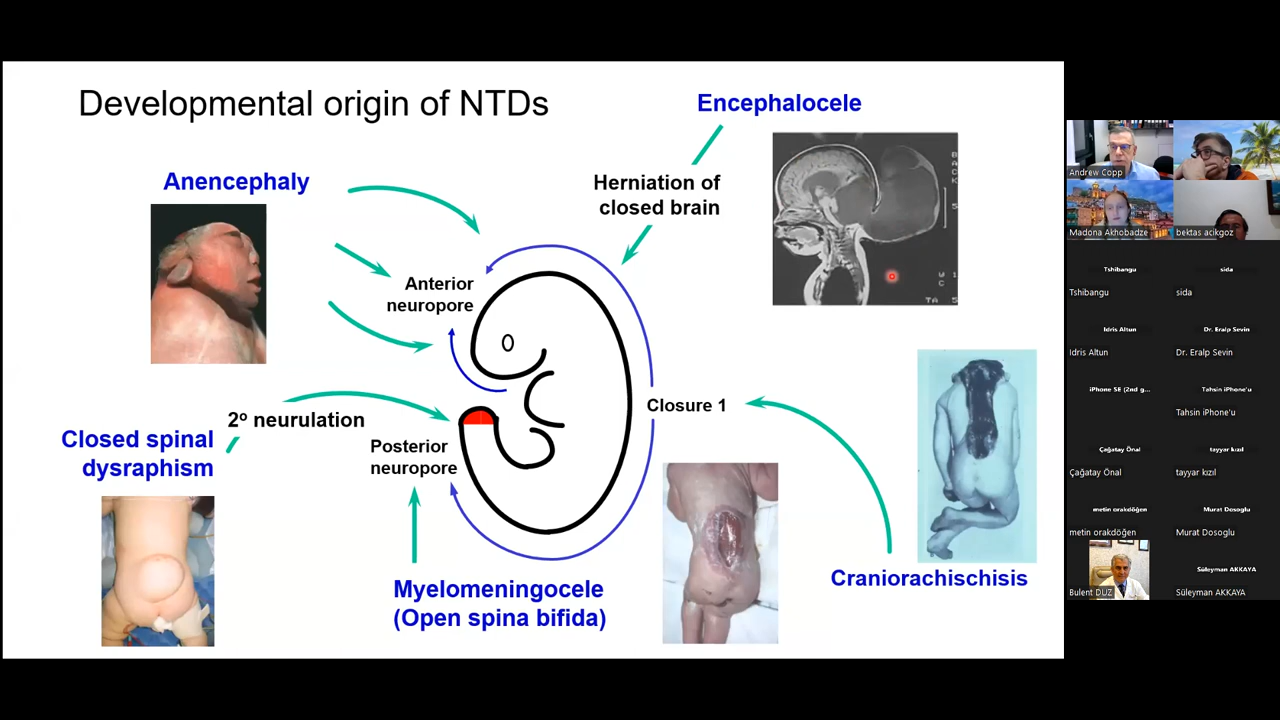 Developmental origin of NTDs
Encephalocele
Anencephaly
Herniation of
closed brain
Anterior
neuropore
Closure 1
2º neurulation
Closed spinal
dysraphism
Posterior
neuropore
Myelomeningocele
(Open spina bifida)
Craniorachischisis
Andrew Copp
Madona Akhobadze
bektas acikgoz
Tshibangu
sida
Tshibangu
sida
Idris Altun
Dr. Eralp Sevin
Idris Altun
Dr. Eralp Sevin
iPhone SE (2nd g...
Tahsin iPhone'u
Tahsin iPhone'u
Çağatay Önal
tayyar kızıl
Çağatay Önal
tayyar kızıl
metin orakdöğen
Murat Dosoglu
metin orakdöğen
Murat Dosoglu
Süleyman AKKAYA
Bulent DUZ
Süleyman AKKAYA